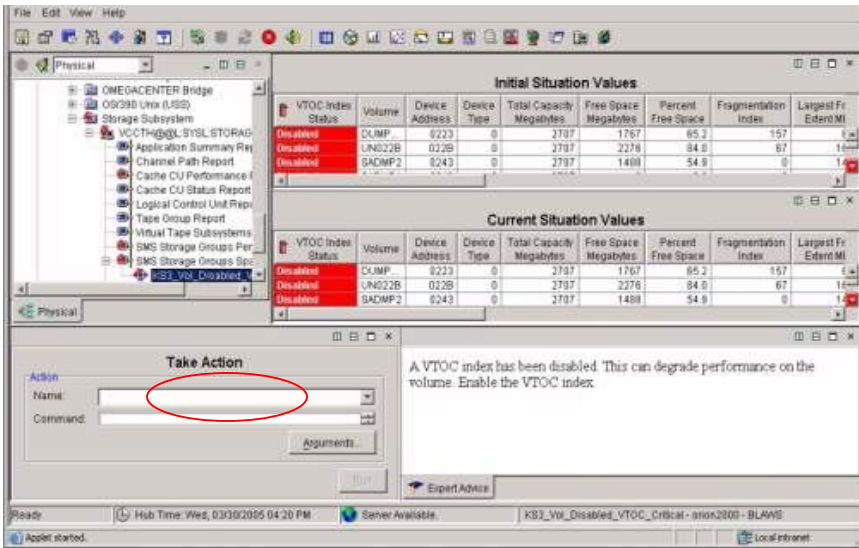 File Edit View Help
Physical
OMEGACENTER Bridge
OS/390 Unix (USS)
Storage Subsystem
Application Summary Rep
Channel Path Report
Cache CU Performance
Cache CU Status Report
Logical Control Unit Repo
Tape Group Report
Virtual Tape Subsystems
SMS Storage Groups Per
SMS Storage Groups Spa
KS3_Vol_Disabled_V
Physical
Initial Situation Values
VTOC Index Status Volume Device Address Device Type Total Capacity Megabytes Free Space Megabytes Percent Free Space Fragmentation Index Largest Fr Extent M
Disabled DUMP... 0223 0 2707 1767 65.2 157
Disabled UN022B 022B 0 2707 2276 84.0 67
Disabled SADMP2 0243 0 2707 1488 54.9 0
Current Situation Values
VTOC Index Status Volume Device Address Device Type Total Capacity Megabytes Free Space Megabytes Percent Free Space Fragmentation Index Largest Fr Extent M
Disabled DUMP... 0223 0 2707 1767 65.2 157
Disabled UN022B 022B 0 2707 2276 84.0 67
Disabled SADMP2 0243 0 2707 1488 54.9 0
Take Action
Action
Name:
Command:
Arguments...
Run
A VTOC index has been disabled. This can degrade performance on the
volume. Enable the VTOC index.
Expert Advice
Ready
Hub Time: Wed, 03/30/2005 04:20 PM
Server Available
KS3_Vol_Disabled_VTOC_Critical - orion2800 - BLAWS
Applet started.
Local intranet